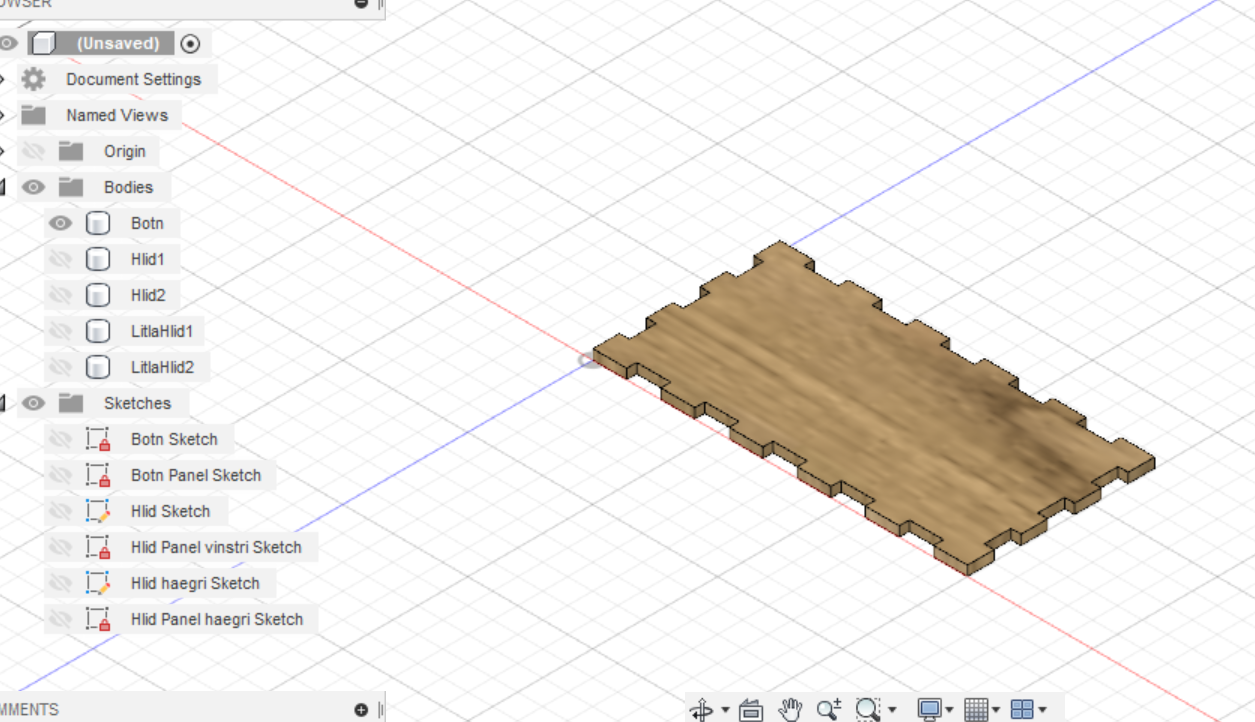 OWSER
(Unsaved)
Document Settings
Named Views
Origin
Bodies
Botn
Hlid1
Hlid2
LitlaHlid1
LitlaHlid2
Sketches
Botn Sketch
Botn Panel Sketch
Hlid Sketch
Hlid Panel vinstri Sketch
Hlid haegri Sketch
Hlid Panel haegri Sketch
MMENTS